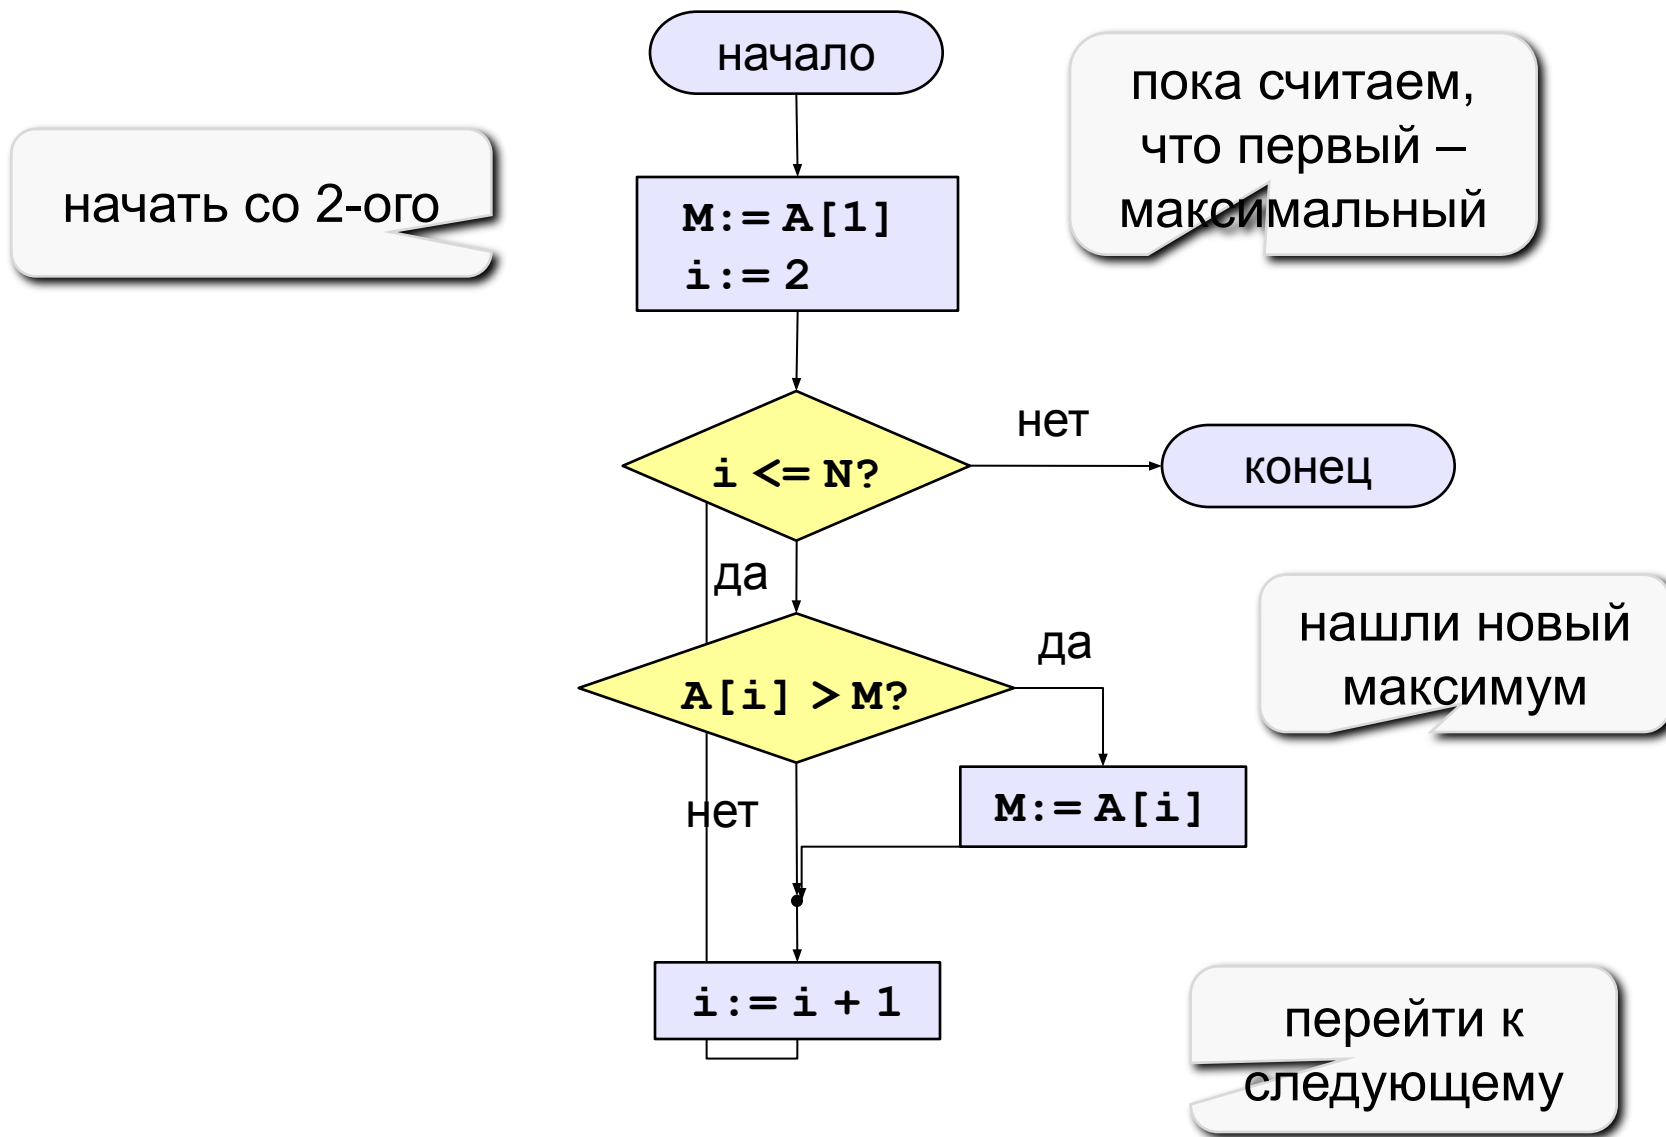 начало
пока считаем,
что первый –
максимальный
начать со 2-ого
M:= A[1]
i:= 2
i <= N?
нет
конец
да
A[i] > M?
да
нашли новый
максимум
нет
M:= A[i]
i:= i + 1
перейти к
следующему